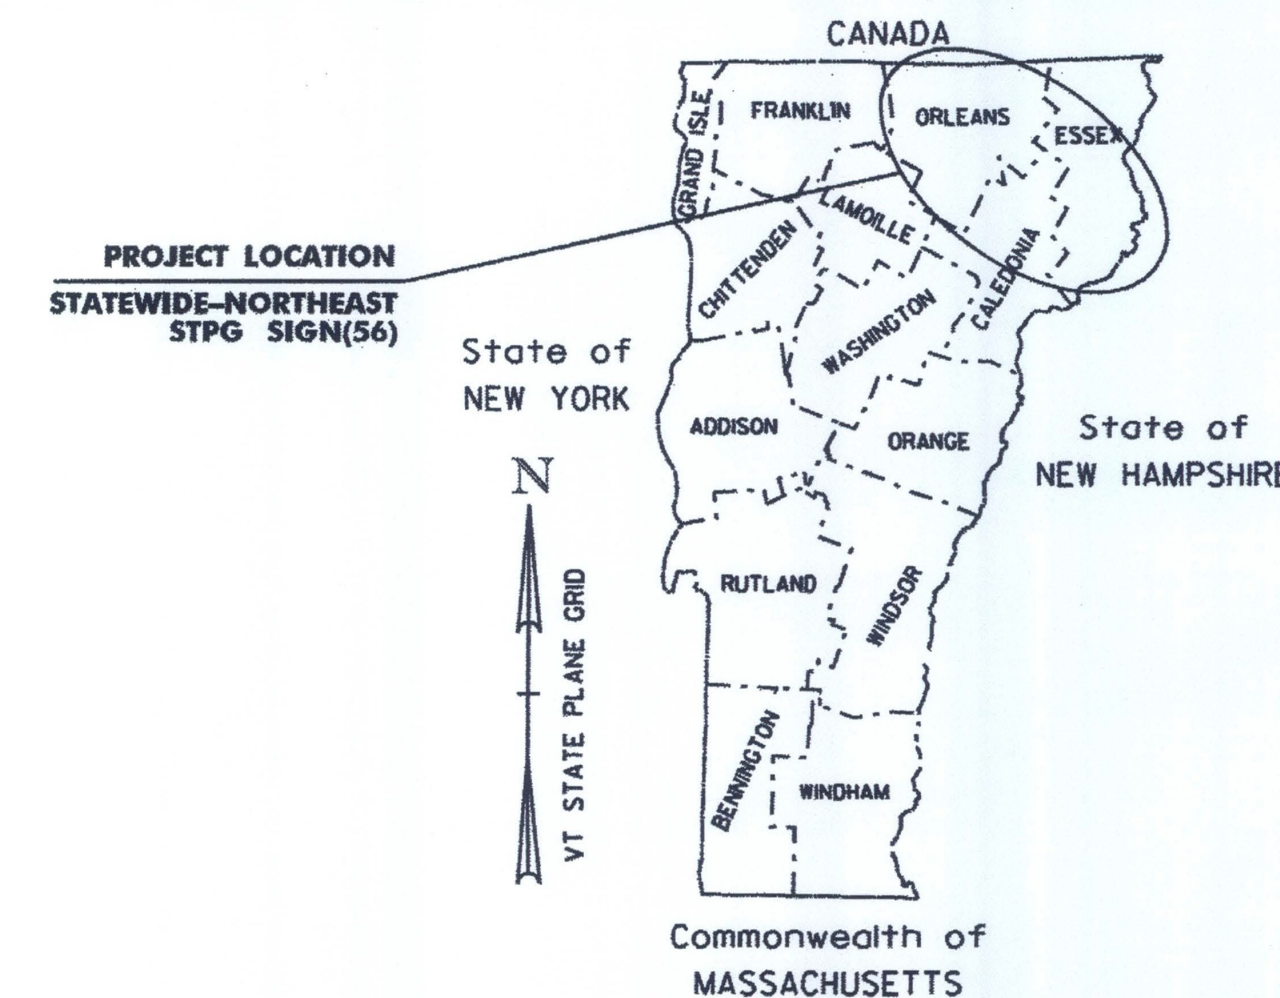 CANADA
GRAND ISLE
FRANKLIN
ORLEANS
ESSEX
LAMOILLE
CHITTENDEN
CALEDONIA
WASHINGTON
PROJECT LOCATION
STATEWIDE–NORTHEAST
STPG SIGN(56)
State of
NEW YORK
ADDISON
ORANGE
State of
NEW HAMPSHIRE
N
VT STATE PLANE GRID
RUTLAND
WINDSOR
BENNINGTON
WINDHAM
Commonwealth of
MASSACHUSETTS